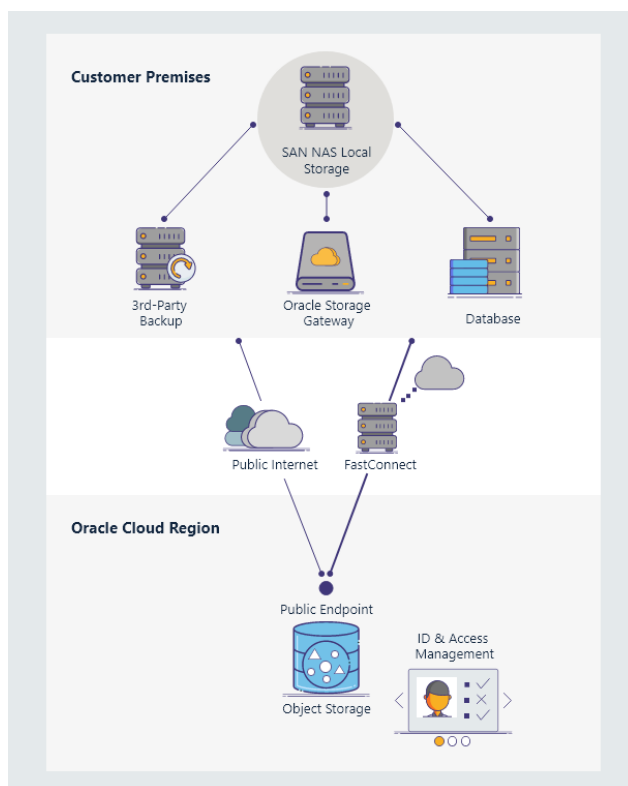 Customer Premises
SAN NAS Local
Storage
3rd-Party
Backup
Oracle Storage
Gateway
Database
Public Internet
FastConnect
Oracle Cloud Region
Public Endpoint
Object Storage
ID & Access
Management